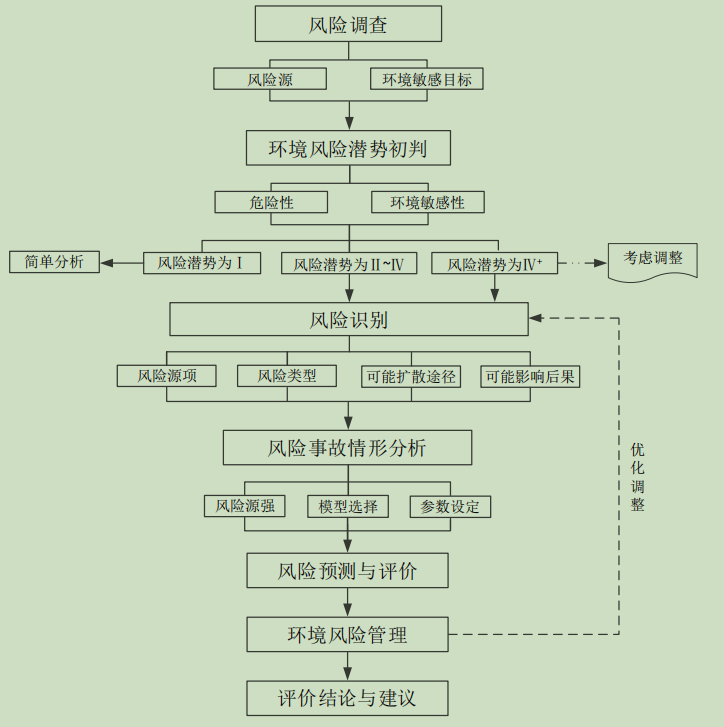 风险调查
风险源
环境敏感目标
环境风险潜势初判
危险性
环境敏感性
简单分析
风险潜势为Ⅰ
风险潜势为Ⅱ~Ⅳ
风险潜势为Ⅳ⁺
考虑调整
风险识别
风险源项
风险类型
可能扩散途径
可能影响后果
风险事故情形分析
优化调整
风险源强
模型选择
参数设定
风险预测与评价
环境风险管理
评价结论与建议